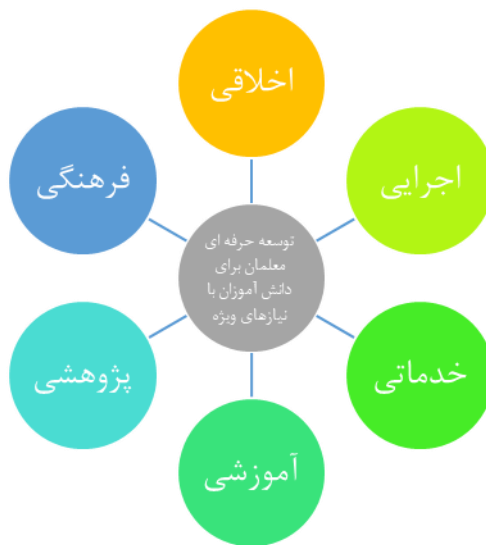 اخلاقی
فرهنگی
اجرایی
توسعه حرفه ای
معلمان برای
دانش آموزان با
نیازهای ویژه
پژوهشی
خدماتی
آموزشی